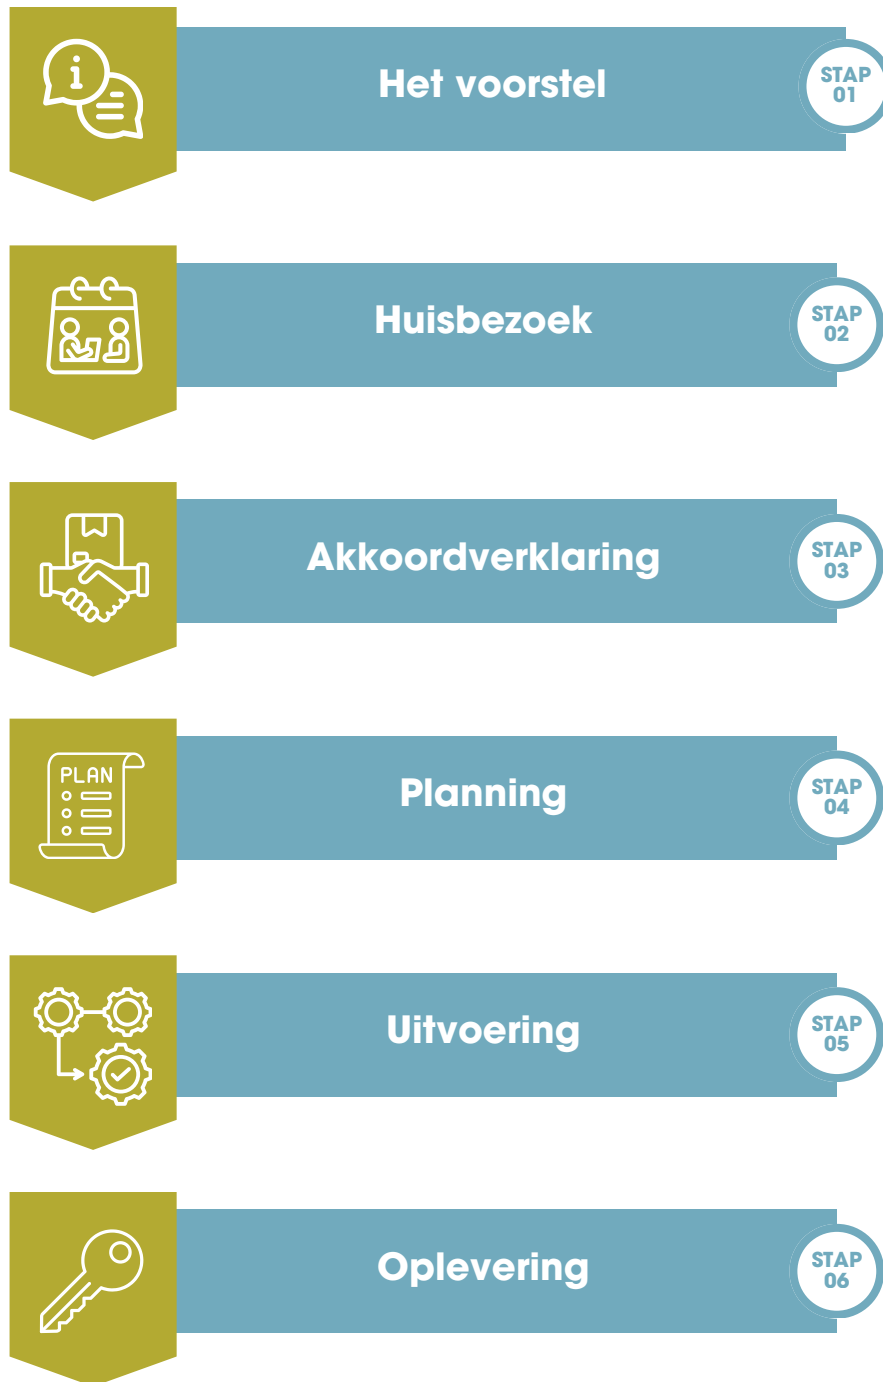 Het voorstel
STAP
01
Huisbezoek
STAP
02
Akkoordverklaring
STAP
03
PLAN
Planning
STAP
04
Uitvoering
STAP
05
Oplevering
STAP
06